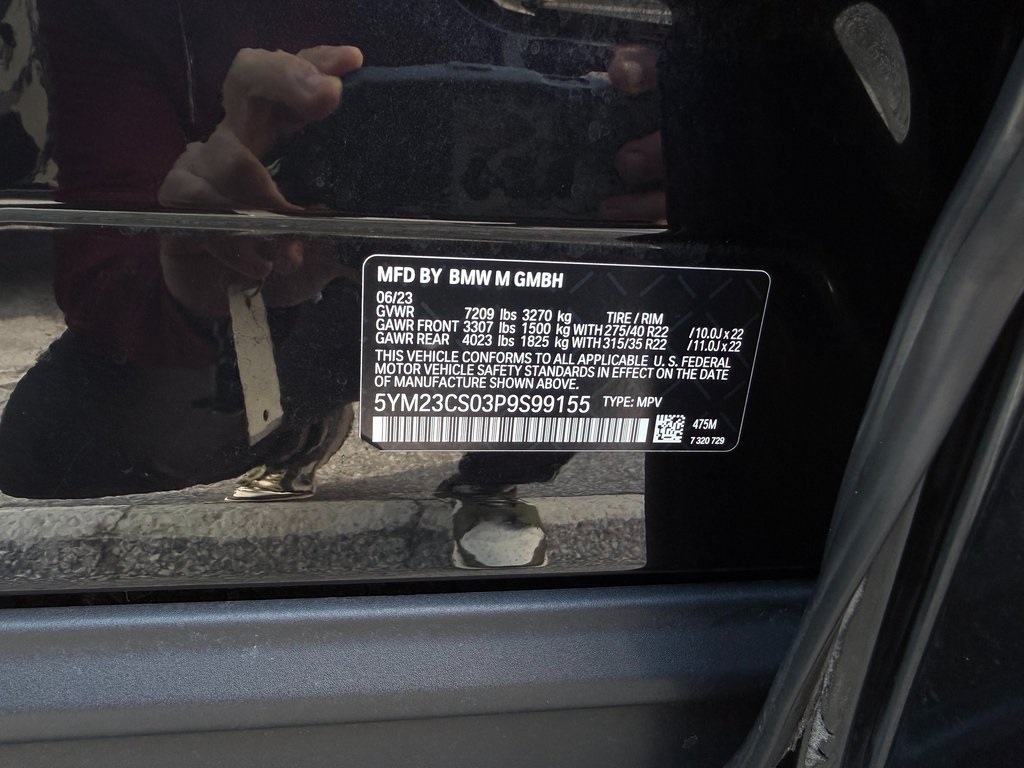 MFD BY BMW M GMBH
06/23
GVWR 7209 lbs 3270 kg TIRE / RIM
GAWR FRONT 3307 lbs 1500 kg WITH 275/40 R22 /10.0J x 22
GAWR REAR 4023 lbs 1825 kg WITH 315/35 R22 /11.0J x 22
THIS VEHICLE CONFORMS TO ALL APPLICABLE U.S. FEDERAL
MOTOR VEHICLE SAFETY STANDARDS IN EFFECT ON THE DATE
OF MANUFACTURE SHOWN ABOVE.
5YM23CS03P9S99155 TYPE: MPV
475M
7 320 729